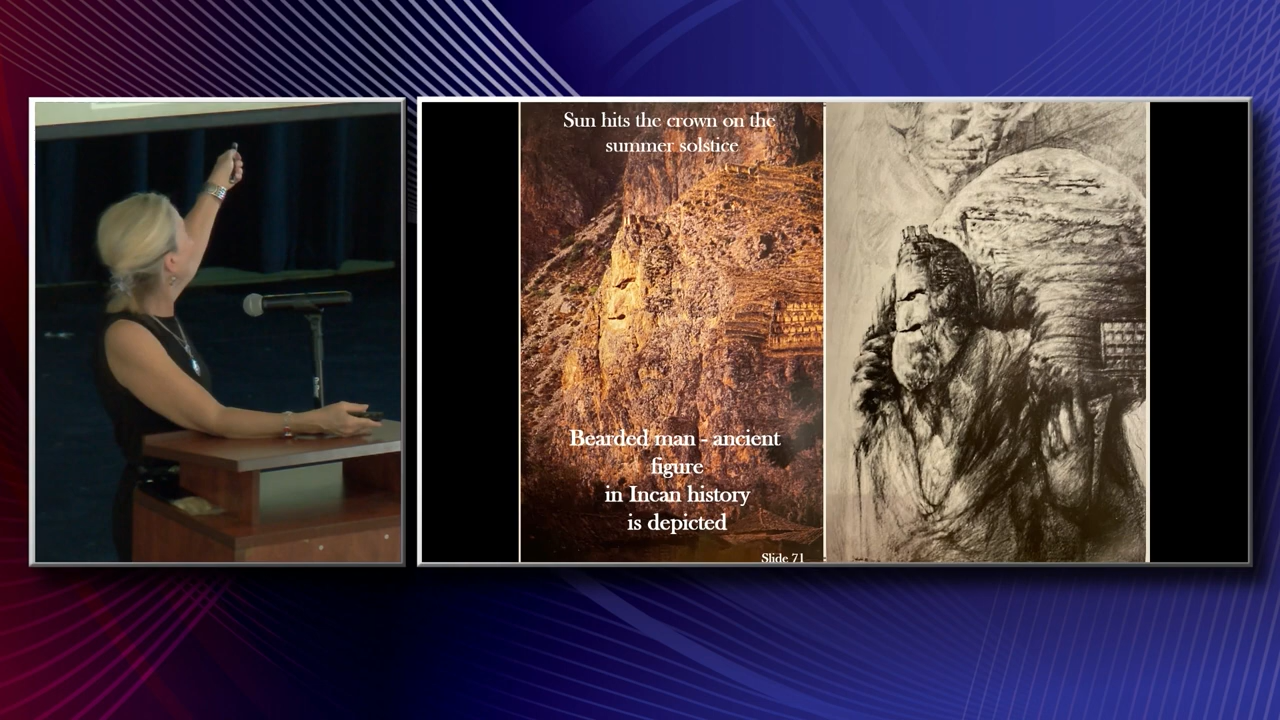 Sun hits the crown on the
summer solstice
Bearded man - ancient
figure
in Incan history
is depicted
Slide 71